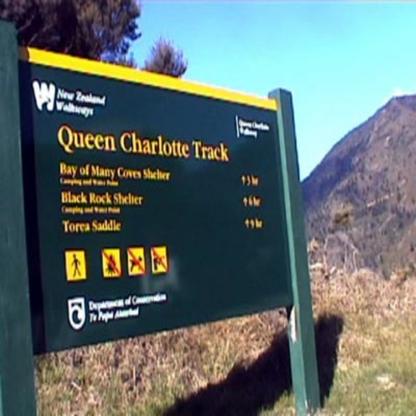 New Zealand
Walkways
Queen Charlotte
Walkway
Queen Charlotte Track
Bay of Many Coves Shelter
Camping and Water Point
↑ 3 hr
Black Rock Shelter
Camping and Water Point
↑ 6 hr
Torea Saddle
↑ 9 hr
Department of Conservation
Te Papa Atawhai